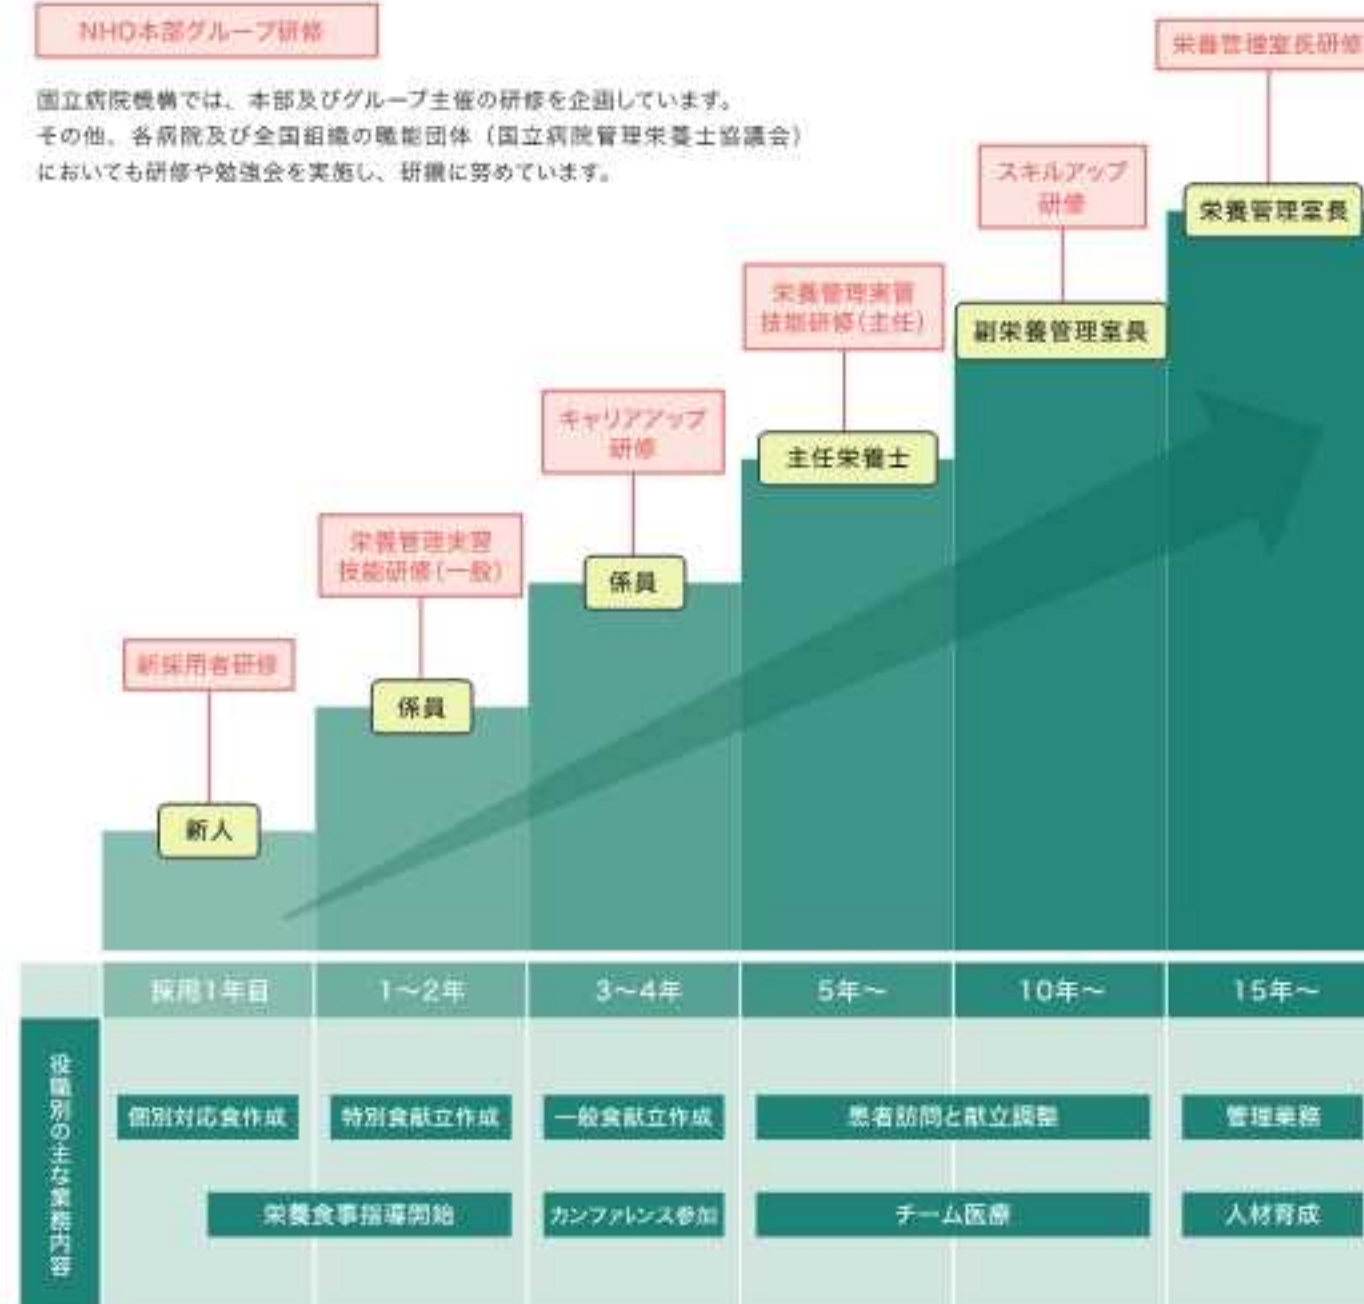 NHO本部グループ研修
国立病院機構では、本部及びグループ主催の研修を企画しています。
その他、各病院及び全国組織の職能団体（国立病院管理栄養士協議会）
においても研修や勉強会を実施し、研鑽に努めています。
栄養管理室長研修
栄養管理室長
スキルアップ
研修
副栄養管理室長
栄養管理実習
技能研修(主任)
主任栄養士
キャリアアップ
研修
係員
栄養管理実習
技能研修(一般)
係員
新採用者研修
新人
採用1年目
1〜2年
3〜4年
5年〜
10年〜
15年〜
役職別の主な業務内容
個別対応食作成
特別食献立作成
一般食献立作成
患者訪問と献立調整
管理業務
栄養食事指導開始
カンファレンス参加
チーム医療
人材育成